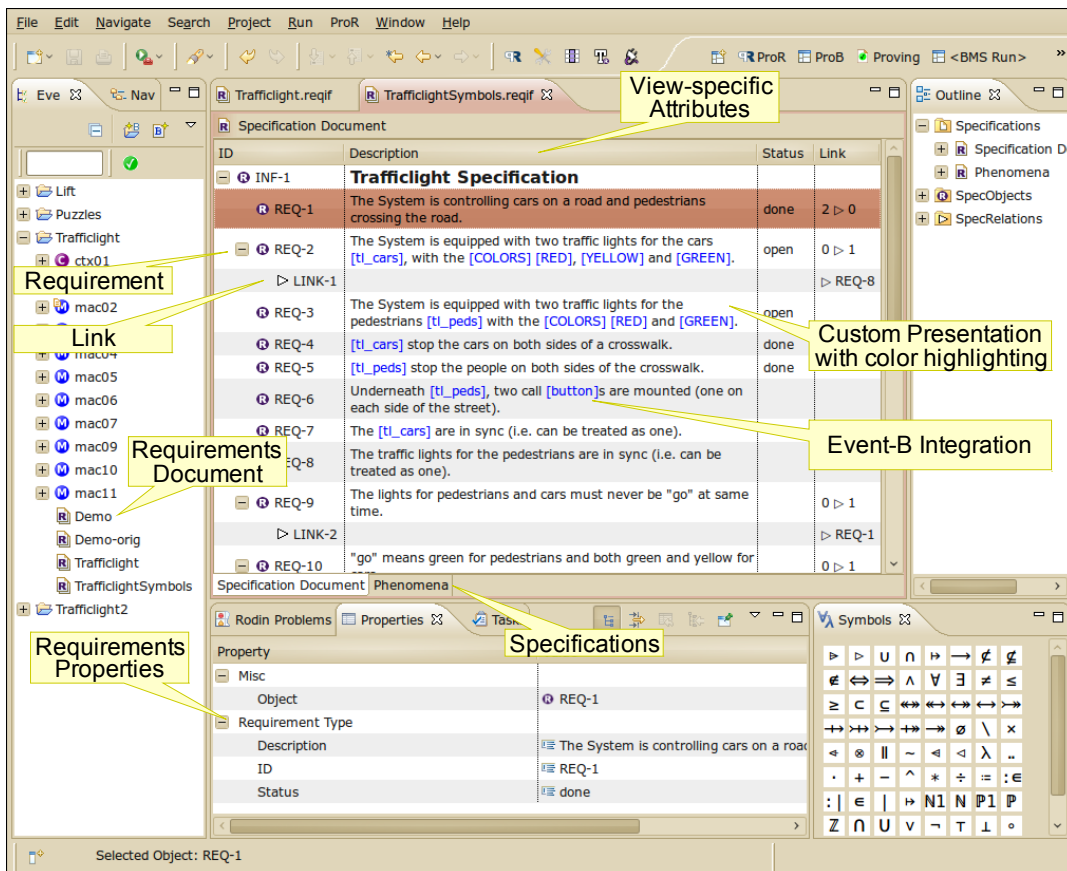 File Edit Navigate Search Project Run ProR Window Help
ProR ProB Proving <BMS Run> »
Eve Nav
Trafficlight.reqif TrafficlightSymbols.reqif
View-specific
Attributes
Outline
Specification Document
ID Description Status Link
INF-1 Trafficlight Specification
REQ-1 The System is controlling cars on a road and pedestrians
crossing the road. done 2 ▷ 0
REQ-2 The System is equipped with two traffic lights for the cars
[tl_cars], with the [COLORS] [RED], [YELLOW] and [GREEN]. open 0 ▷ 1
LINK-1 ▷ REQ-8
REQ-3 The System is equipped with two traffic lights for the
pedestrians [tl_peds] with the [COLORS] [RED] and [GREEN]. open
REQ-4 [tl_cars] stop the cars on both sides of a crosswalk. done
REQ-5 [tl_peds] stop the people on both sides of the crosswalk. done
REQ-6 Underneath [tl_peds], two call [button]s are mounted (one on
each side of the street).
REQ-7 The [tl_cars] are in sync (i.e. can be treated as one).
EQ-8 The traffic lights for the pedestrians are in sync (i.e. can be
treated as one).
REQ-9 The lights for pedestrians and cars must never be "go" at same
time. 0 ▷ 1
LINK-2 ▷ REQ-1
REQ-10 "go" means green for pedestrians and both green and yellow for
0 ▷ 1
Specification Document Phenomena
Lift
Puzzles
Trafficlight
ctx01
Requirement
mac02
Link
mac04
mac05
mac06
mac07
mac09
mac10
mac11
Requirements
Document
Demo
Demo-orig
Trafficlight
TrafficlightSymbols
Trafficlight2
Custom Presentation
with color highlighting
Event-B Integration
Specifications
Specification D
Phenomena
SpecObjects
SpecRelations
Requirements
Properties
Specifications
Rodin Problems Properties Task
Property
Misc
Object REQ-1
Requirement Type
Description The System is controlling cars on a road
ID REQ-1
Status done
Symbols
⩥ ▷ ∪ ∩ ↦ ⟶ ⊄ ⊈
∉ ⇔ ⇒ ∧ ∀ ∃ ≠ ≤
≥ ⊂ ⊆  ↔ ⤖
⇸ ⤔ ↣ ⤀ ↠ ∅ ∖ ×
⊗ ∥ ∼ ⩤ ◁ λ ‥
· + − ^ ∗ ÷ ≔ :∈
:∣ ∈ ∣ ↦ ℕ1 ℕ ℙ1 ℙ
ℤ ⋂ ⋃ ∨ ¬ ⊤ ⊥ ∘
Selected Object: REQ-1